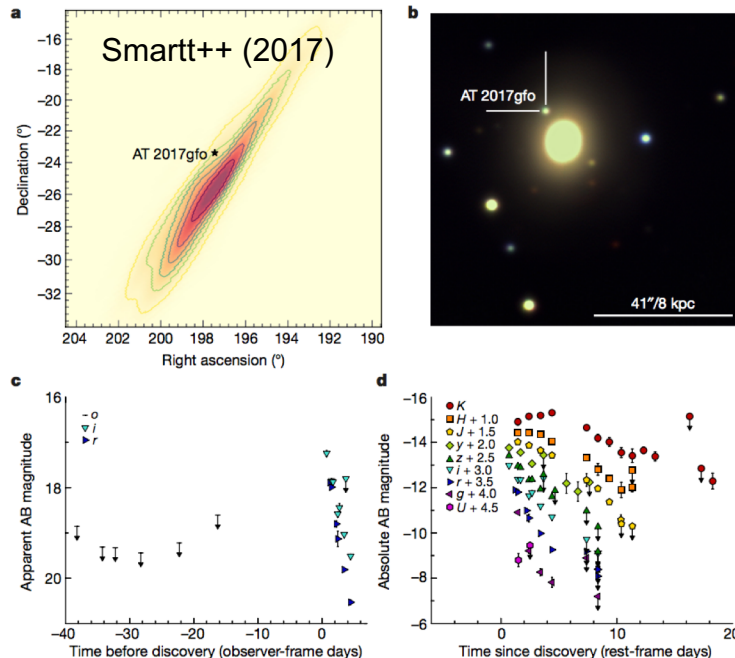 a
Smartt++ (2017)
AT 2017gfo
Declination (°)
−16
−18
−20
−22
−24
−26
−28
−30
−32
204 202 200 198 196 194 192 190
Right ascension (°)
b
AT 2017gfo
41″/8 kpc
c
– o
i
r
Apparent AB magnitude
16
18
20
−40 −30 −20 −10 0
Time before discovery (observer-frame days)
d
K
H + 1.0
J + 1.5
y + 2.0
z + 2.5
i + 3.0
r + 3.5
g + 4.0
U + 4.5
Absolute AB magnitude
−16
−14
−12
−10
−8
−6
0 10 20
Time since discovery (rest-frame days)